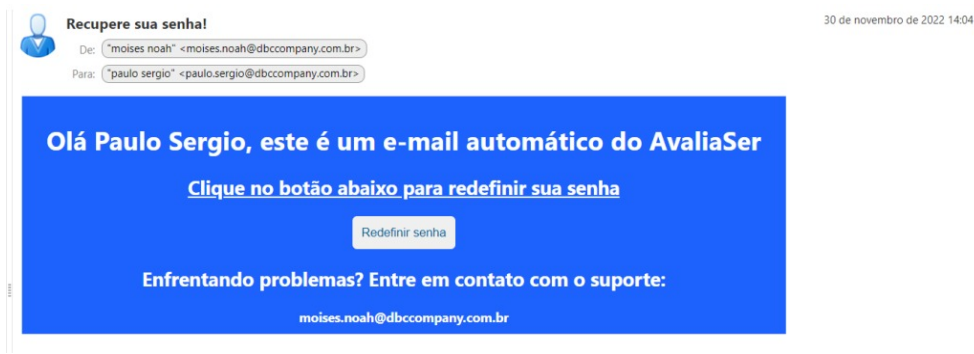 Recupere sua senha!
30 de novembro de 2022 14:04
De: "moises noah" <moises.noah@dbccompany.com.br>
Para: "paulo sergio" <paulo.sergio@dbccompany.com.br>
Olá Paulo Sergio, este é um e-mail automático do AvaliaSer
Clique no botão abaixo para redefinir sua senha
Redefinir senha
Enfrentando problemas? Entre em contato com o suporte:
moises.noah@dbccompany.com.br